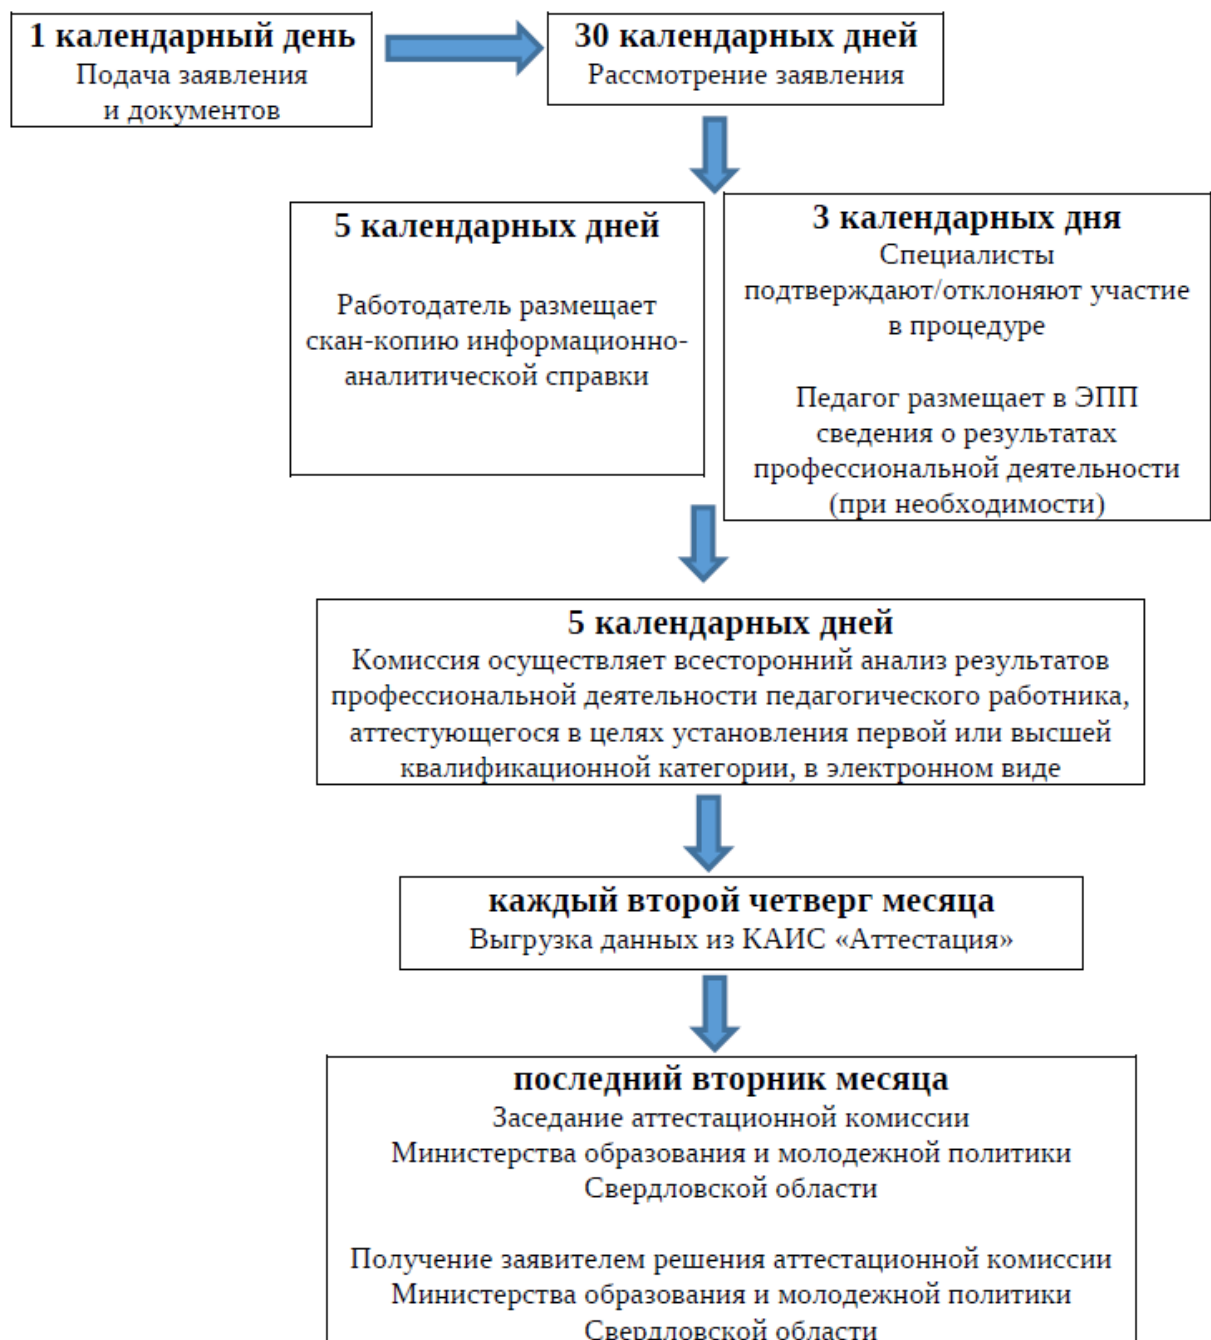 1 календарный день
Подача заявления
и документов
30 календарных дней
Рассмотрение заявления
5 календарных дней
Работодатель размещает
скан-копию информационно-
аналитической справки
3 календарных дня
Специалисты
подтверждают/отклоняют участие
в процедуре
Педагог размещает в ЭПП
сведения о результатах
профессиональной деятельности
(при необходимости)
5 календарных дней
Комиссия осуществляет всесторонний анализ результатов
профессиональной деятельности педагогического работника,
аттестующегося в целях установления первой или высшей
квалификационной категории, в электронном виде
каждый второй четверг месяца
Выгрузка данных из КАИС «Аттестация»
последний вторник месяца
Заседание аттестационной комиссии
Министерства образования и молодежной политики
Свердловской области
Получение заявителем решения аттестационной комиссии
Министерства образования и молодежной политики
Свердловской области